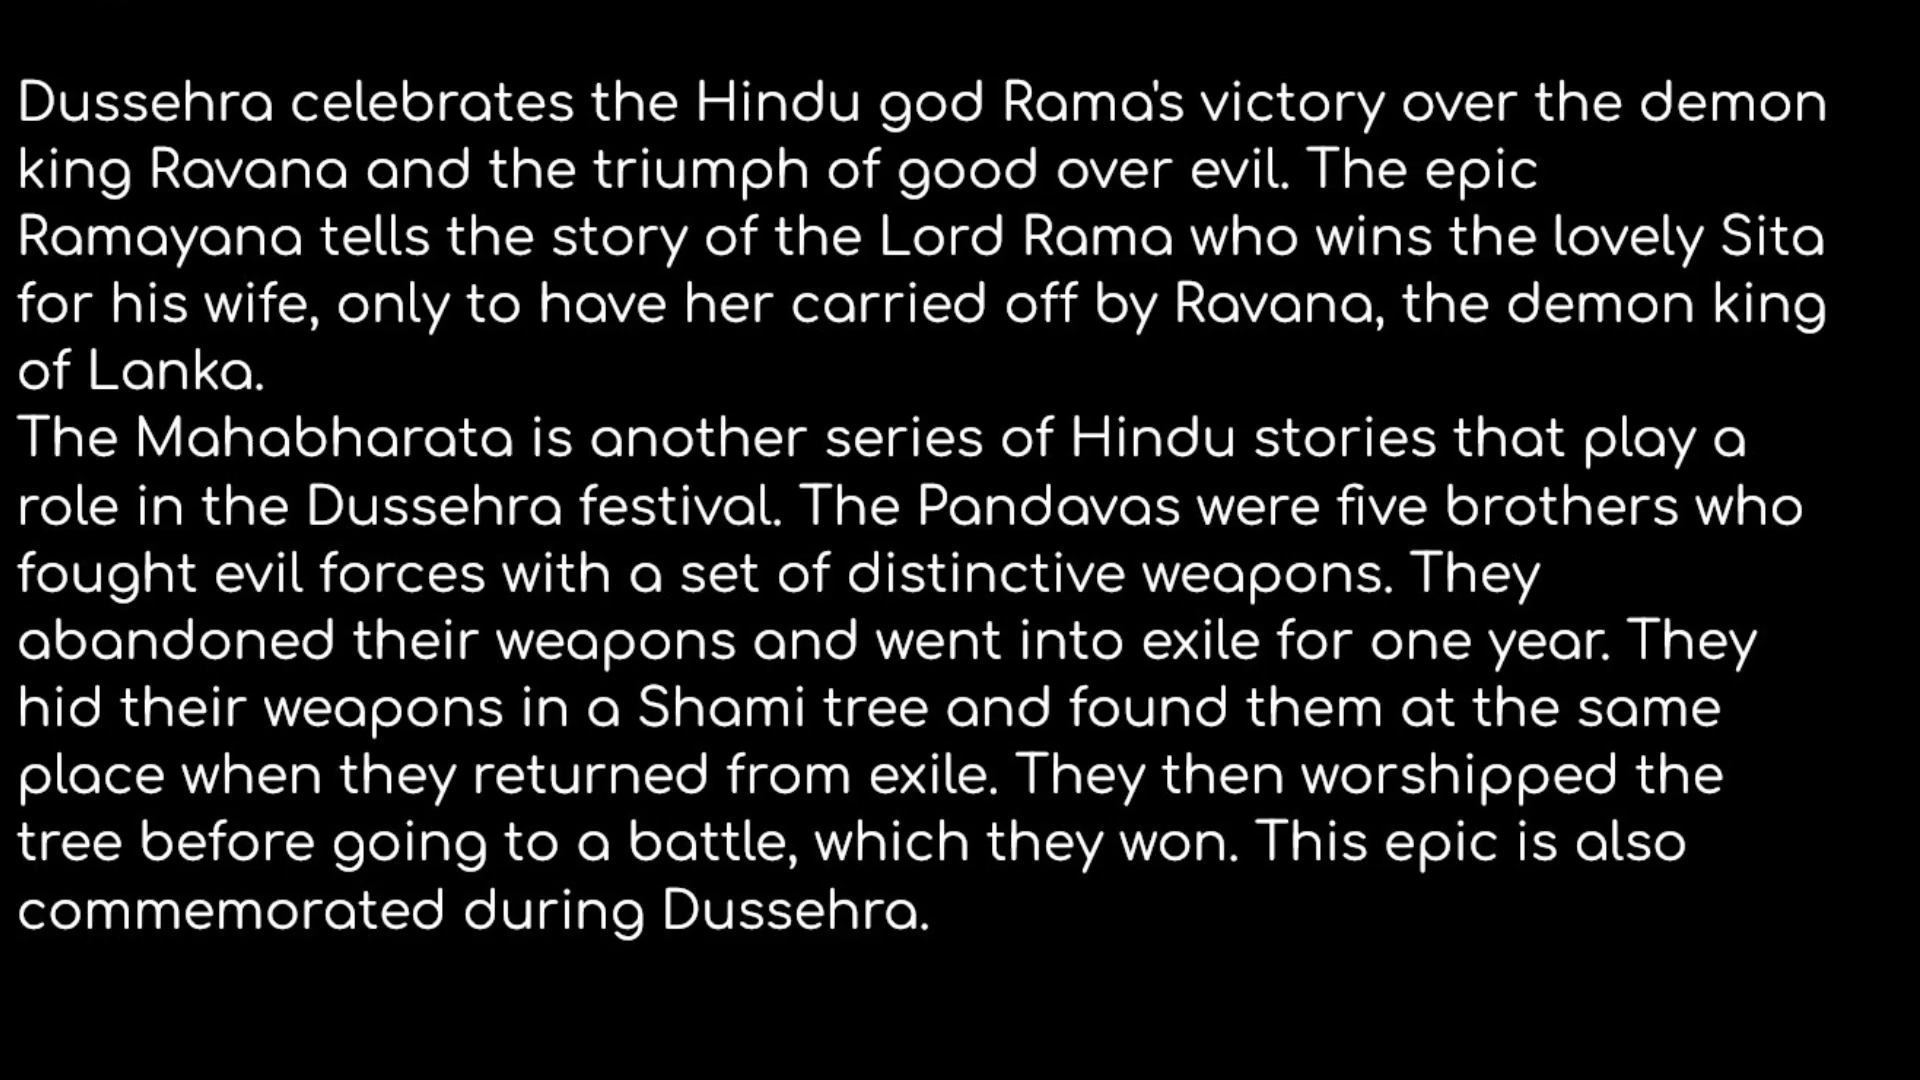 Dussehra celebrates the Hindu god Rama's victory over the demon
king Ravana and the triumph of good over evil. The epic
Ramayana tells the story of the Lord Rama who wins the lovely Sita
for his wife, only to have her carried off by Ravana, the demon king
of Lanka.
The Mahabharata is another series of Hindu stories that play a
role in the Dussehra festival. The Pandavas were five brothers who
fought evil forces with a set of distinctive weapons. They
abandoned their weapons and went into exile for one year. They
hid their weapons in a Shami tree and found them at the same
place when they returned from exile. They then worshipped the
tree before going to a battle, which they won. This epic is also
commemorated during Dussehra.